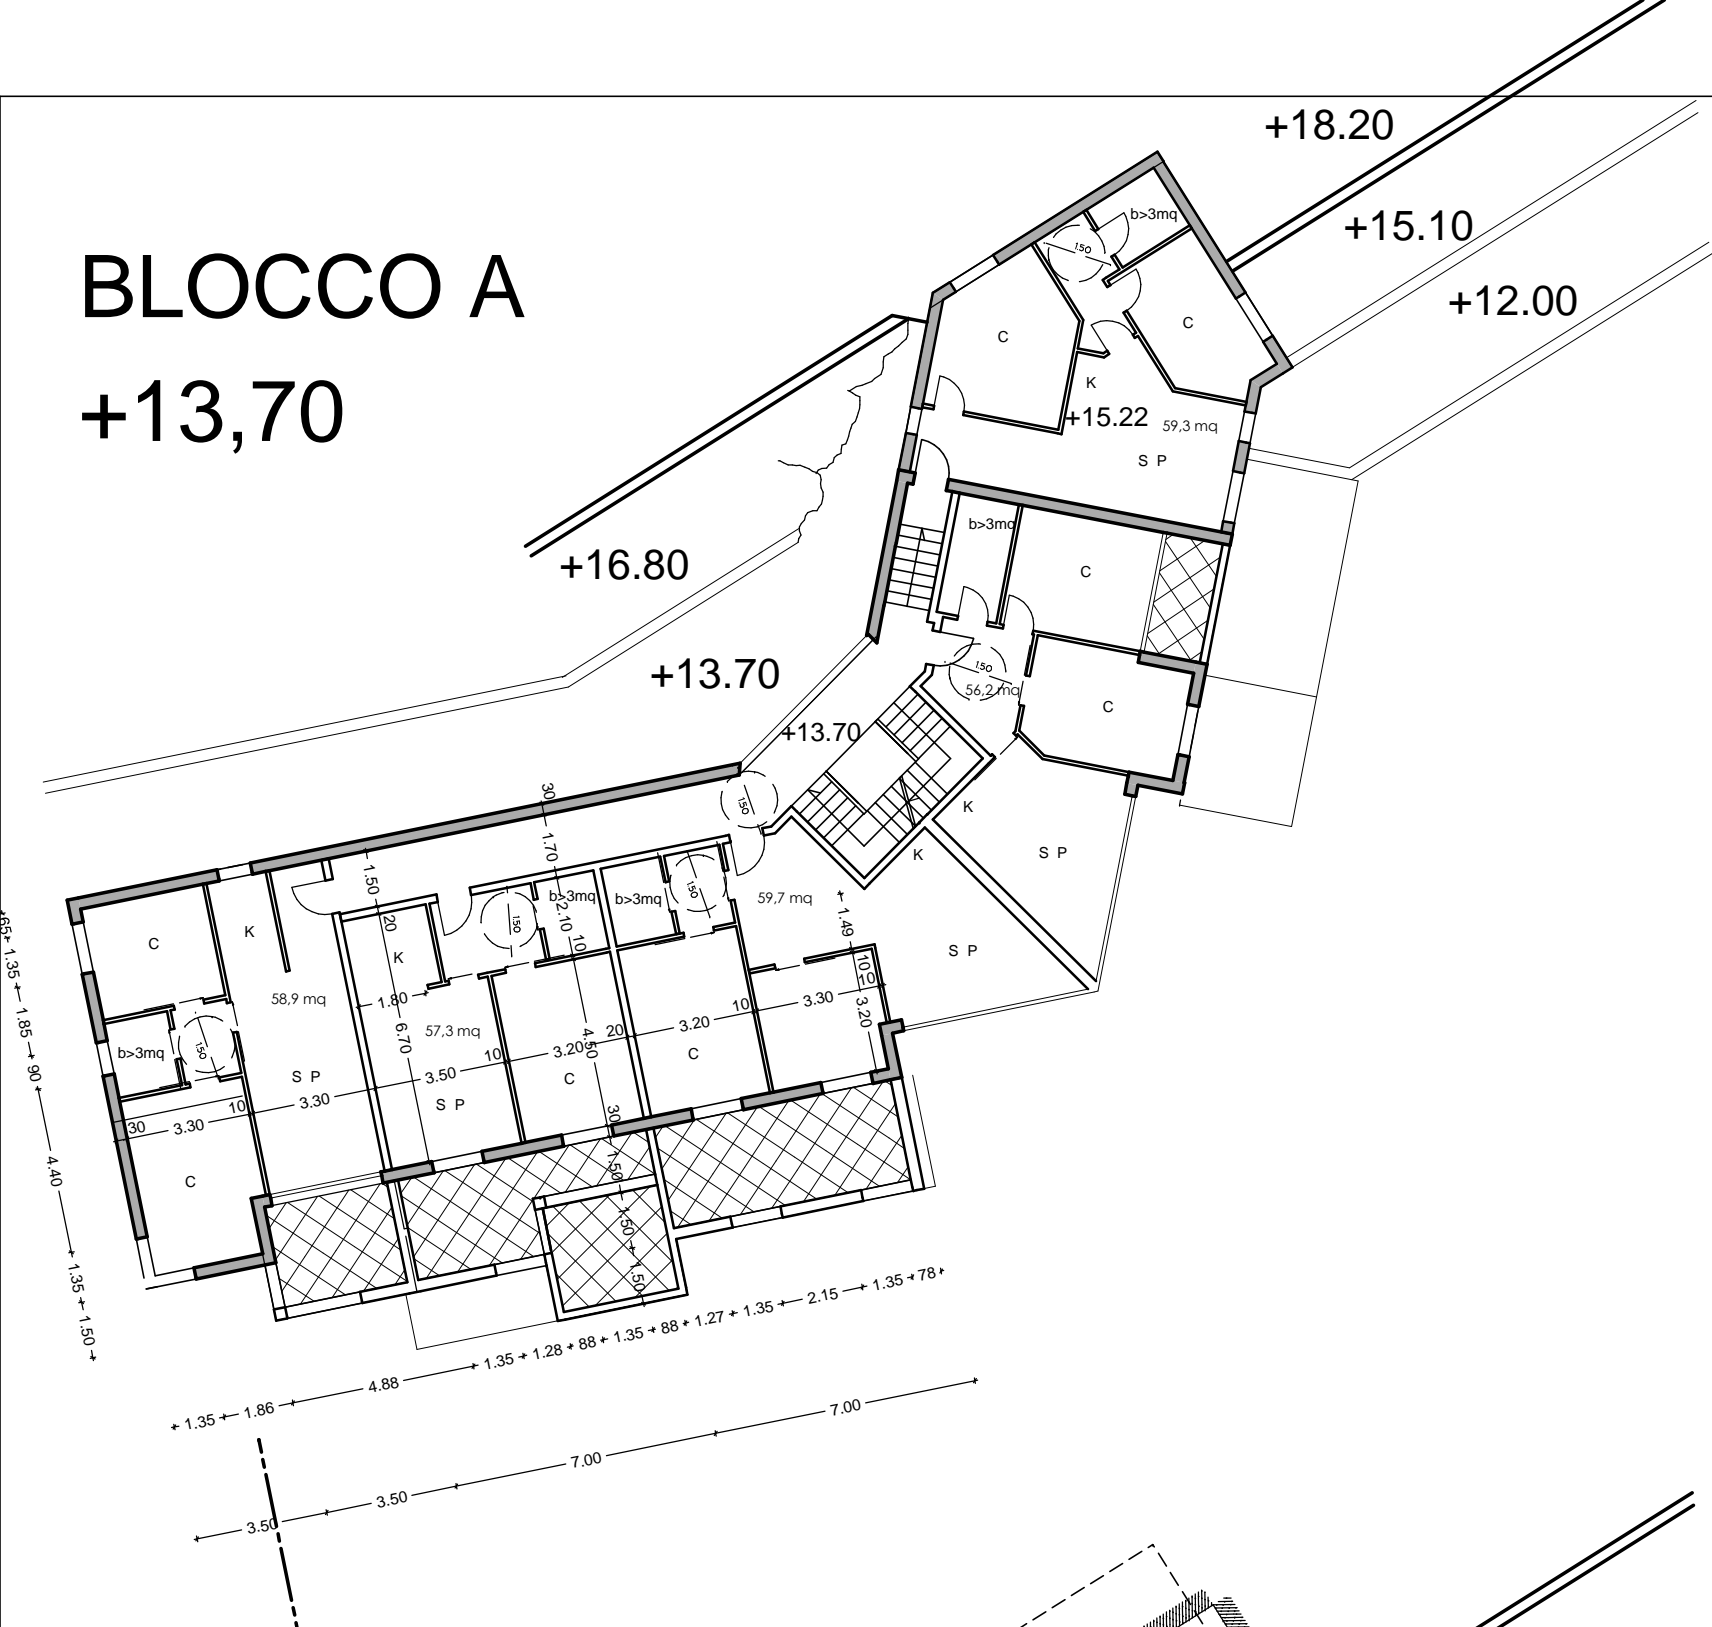 BLOCCO A
+13,70
+18.20
+15.10
+12.00
b>3mq
150
C
C
K
+15.22
59,3 mq
S P
b>3mq
C
+16.80
150
56,2 mq
C
+13.70
+13.70
K
S P
K
150
30
1.70
b>3mq
2.10
10
b>3mq
150
59,7 mq
1.49
S P
1.50
20
150
K
C
K
58,9 mq
1.80
57,3 mq
6.70
10
3.50
S P
3.20
4.50
20
C
3.20
C
10
3.30
10
10
3.20
b>3mq
150
S P
10
3.30
30
3.30
C
30
1.50
1.50
1.50
65
1.35
1.85
90
4.40
1.35
1.50
1.35
1.86
4.88
1.35
1.28
88
1.35
88
1.27
1.35
2.15
1.35
78
3.50
3.50
7.00
7.00